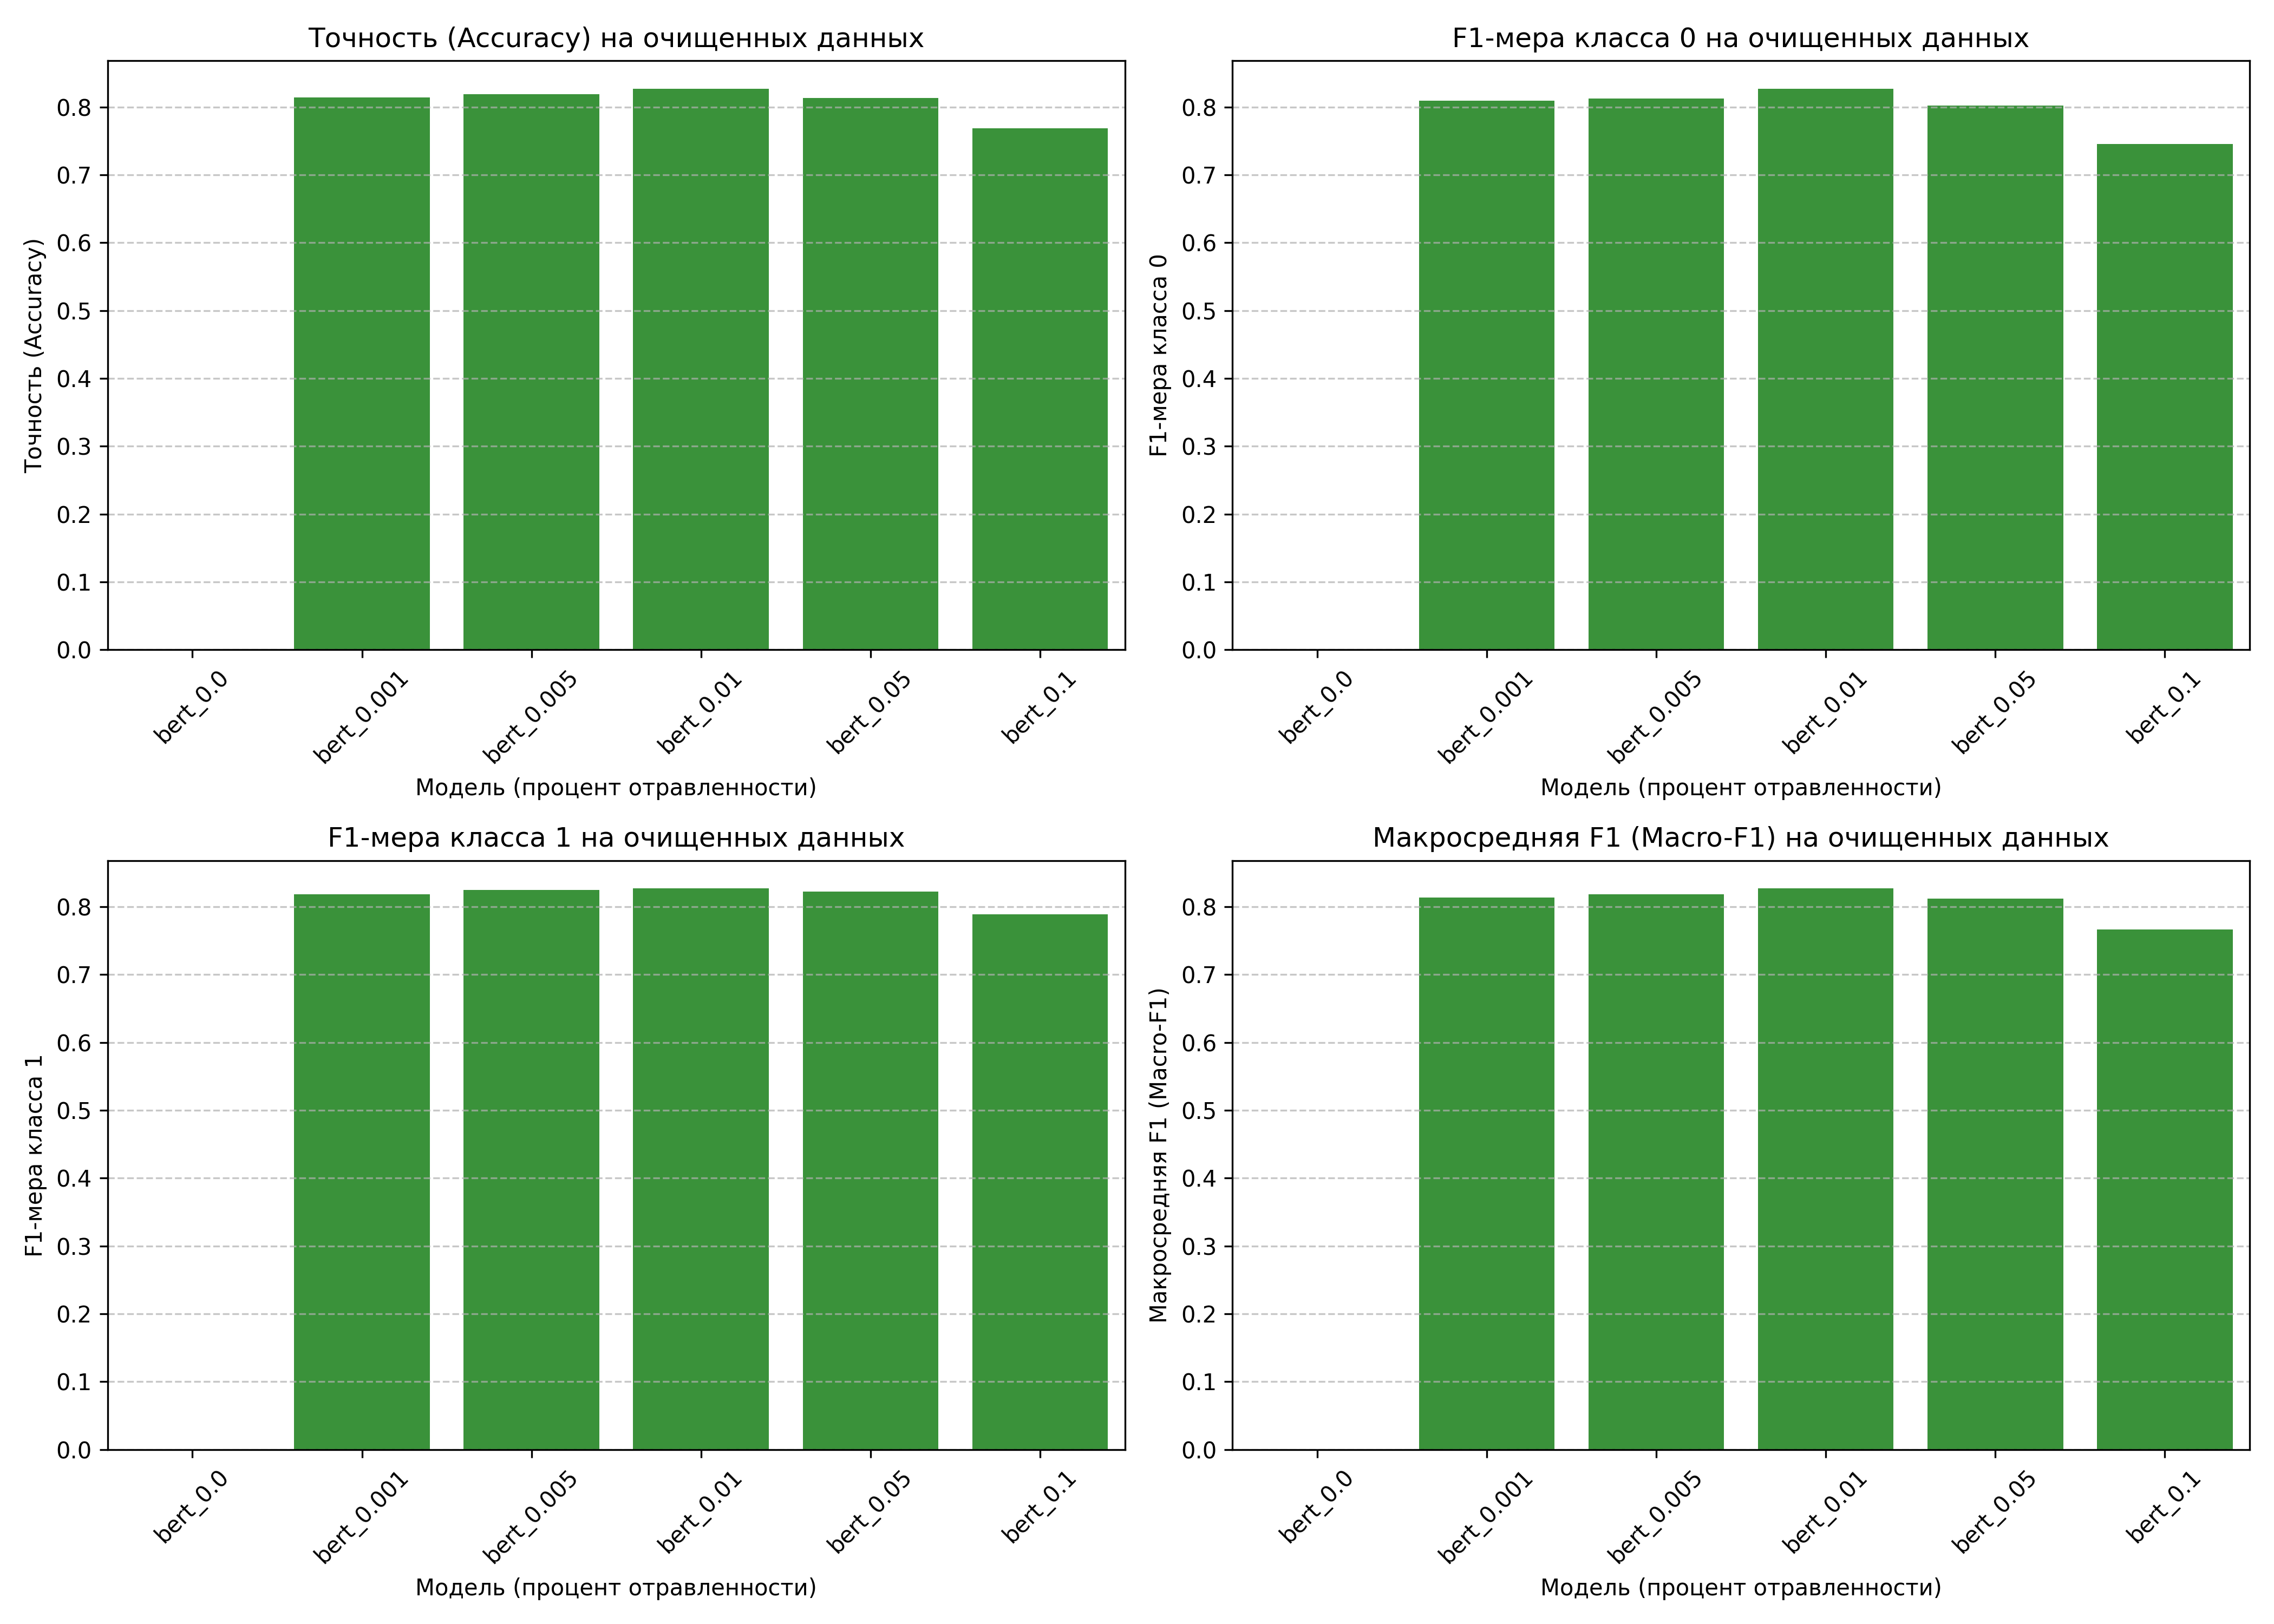 Точность (Accuracy) на очищенных данных
Точность (Accuracy)
0.8
0.7
0.6
0.5
0.4
0.3
0.2
0.1
0.0
bert_0.0
bert_0.001
bert_0.005
bert_0.01
bert_0.05
bert_0.1
Модель (процент отравленности)
F1-мера класса 0 на очищенных данных
F1-мера класса 0
0.8
0.7
0.6
0.5
0.4
0.3
0.2
0.1
0.0
bert_0.0
bert_0.001
bert_0.005
bert_0.01
bert_0.05
bert_0.1
Модель (процент отравленности)
F1-мера класса 1 на очищенных данных
F1-мера класса 1
0.8
0.7
0.6
0.5
0.4
0.3
0.2
0.1
0.0
bert_0.0
bert_0.001
bert_0.005
bert_0.01
bert_0.05
bert_0.1
Модель (процент отравленности)
Макросредняя F1 (Macro-F1) на очищенных данных
Макросредняя F1 (Macro-F1)
0.8
0.7
0.6
0.5
0.4
0.3
0.2
0.1
0.0
bert_0.0
bert_0.001
bert_0.005
bert_0.01
bert_0.05
bert_0.1
Модель (процент отравленности)